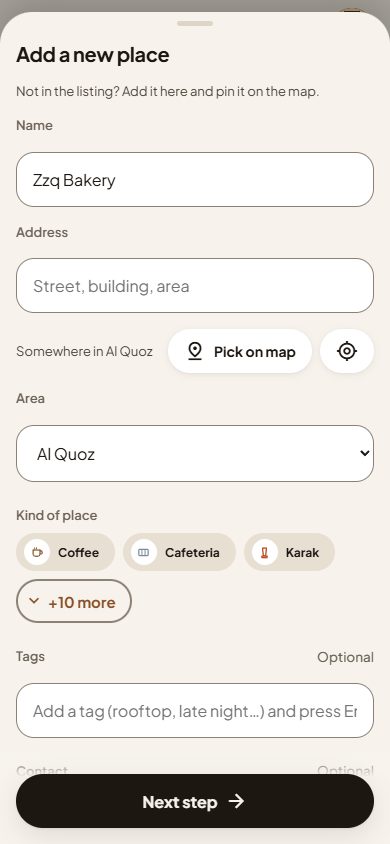 Add a new place
Not in the listing? Add it here and pin it on the map.
Name
Zzq Bakery
Address
Street, building, area
Somewhere in Al Quoz
Pick on map
Area
Al Quoz
Kind of place
Coffee
Cafeteria
Karak
+10 more
Tags
Optional
Add a tag (rooftop, late night…) and press Er
Contact
Optional
Next step